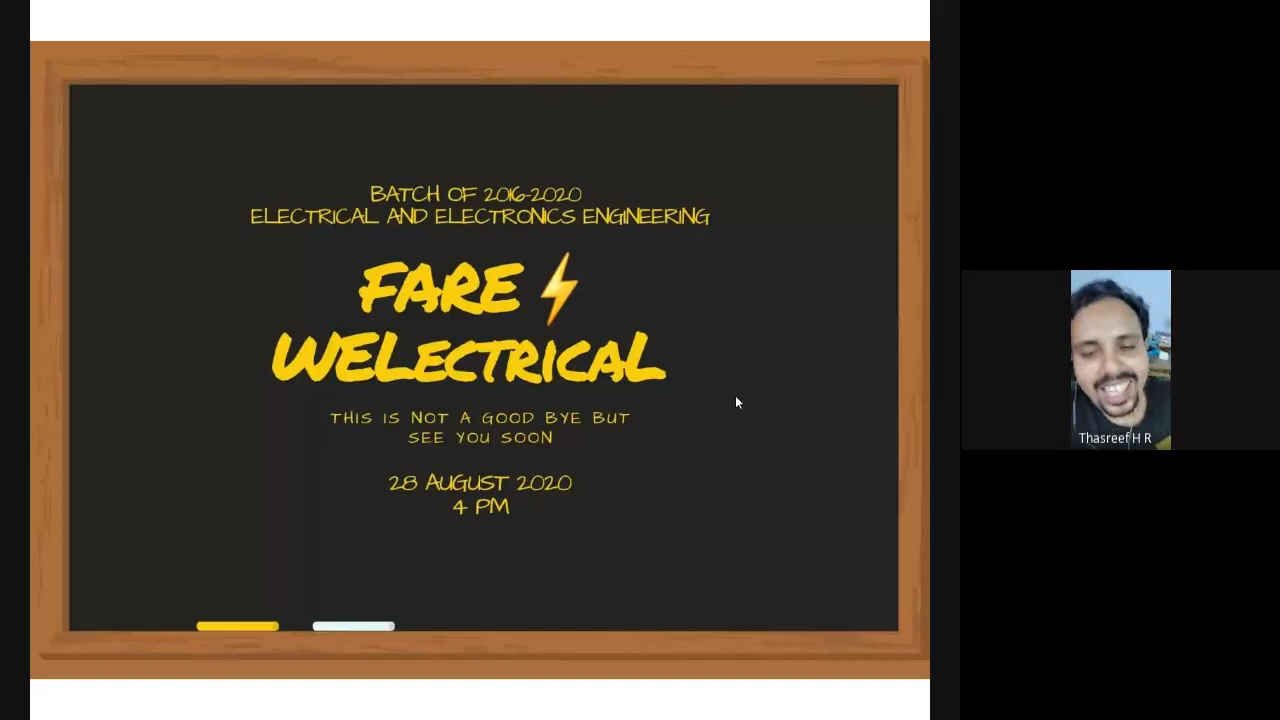 BATCH OF 2016-2020
ELECTRICAL AND ELECTRONICS ENGINEERING
FARE⚡
WELECTRICAL
THIS IS NOT A GOOD BYE BUT
SEE YOU SOON
28 AUGUST 2020
4 PM
Thasreef H R